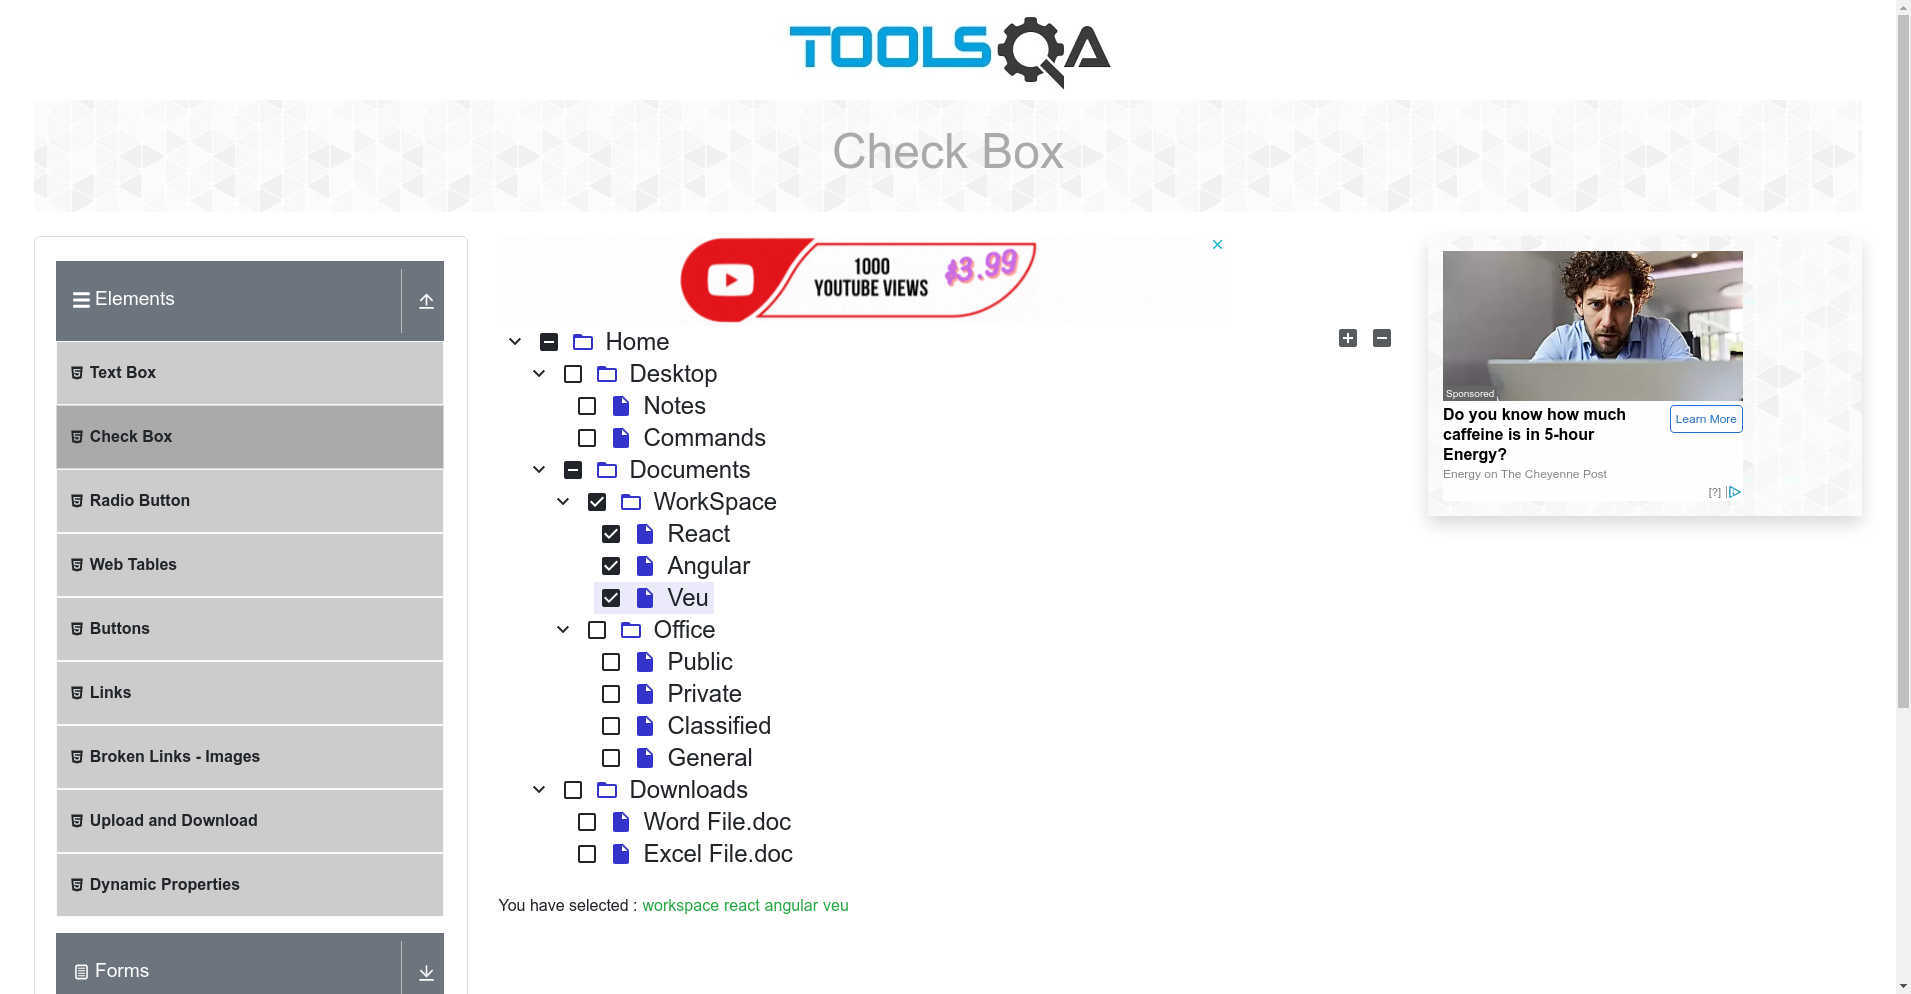 TOOLSQA
Check Box
Elements
Text Box
Check Box
Radio Button
Web Tables
Buttons
Links
Broken Links - Images
Upload and Download
Dynamic Properties
Forms
1000
YOUTUBE VIEWS
$3.99
Home
Desktop
Notes
Commands
Documents
WorkSpace
React
Angular
Veu
Office
Public
Private
Classified
General
Downloads
Word File.doc
Excel File.doc
You have selected : workspace react angular veu
Sponsored
Do you know how much
caffeine is in 5-hour
Energy?
Learn More
Energy on The Cheyenne Post
[?]